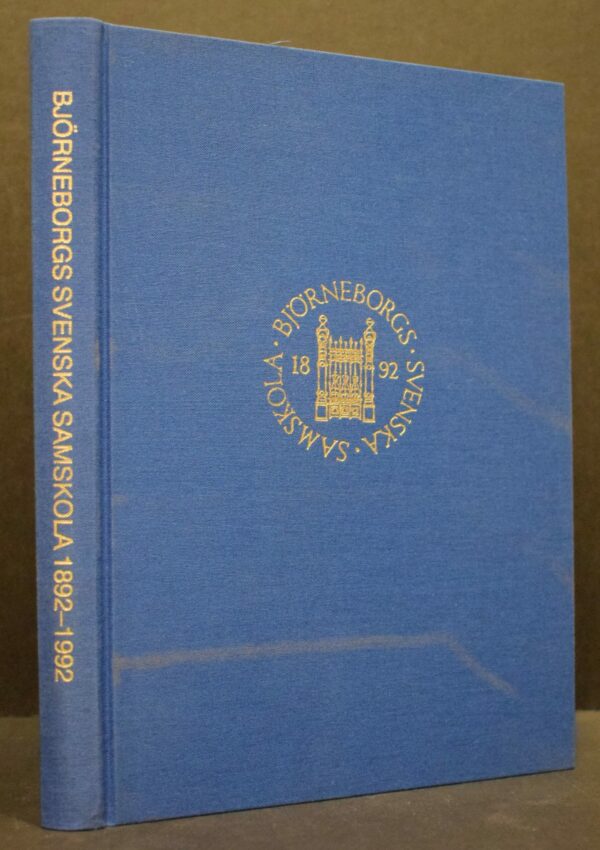 BJÖRNEBORGS SVENSKA SAMSKOLA 1892–1992
BJÖRNEBORGS · SVENSKA · SAMSKOLA ·
18 92